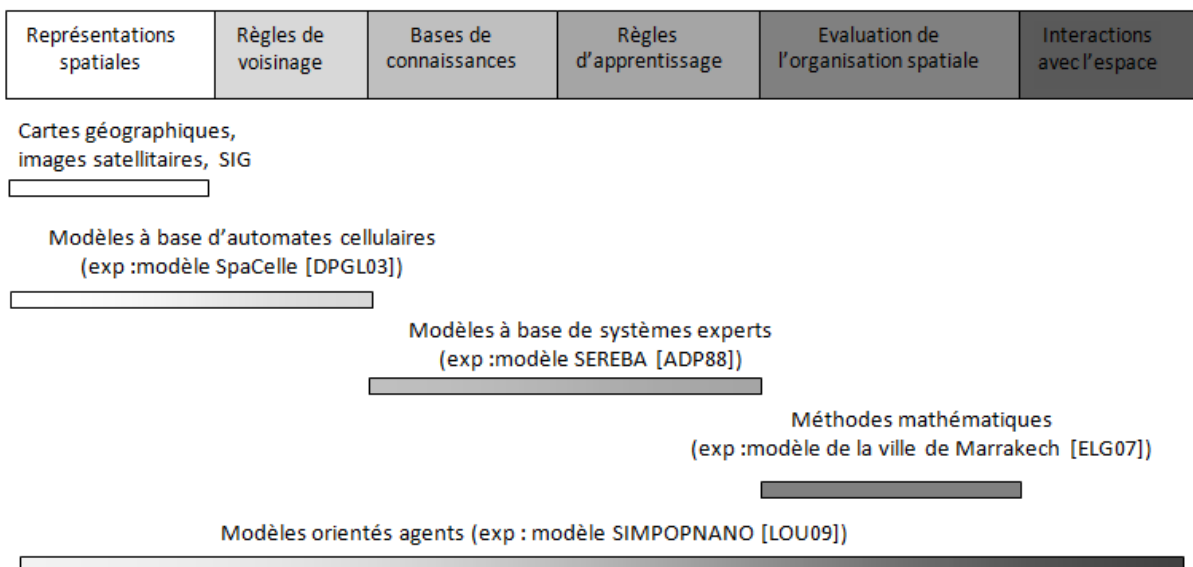 Représentations spatiales
Règles de voisinage
Bases de connaissances
Règles d'apprentissage
Evaluation de l'organisation spatiale
Interactions avec l'espace
Cartes géographiques,
images satellitaires, SIG
Modèles à base d'automates cellulaires
(exp :modèle SpaCelle [DPGL03])
Modèles à base de systèmes experts
(exp :modèle SEREBA [ADP88])
Méthodes mathématiques
(exp :modèle de la ville de Marrakech [ELG07])
Modèles orientés agents (exp : modèle SIMPOPNANO [LOU09])